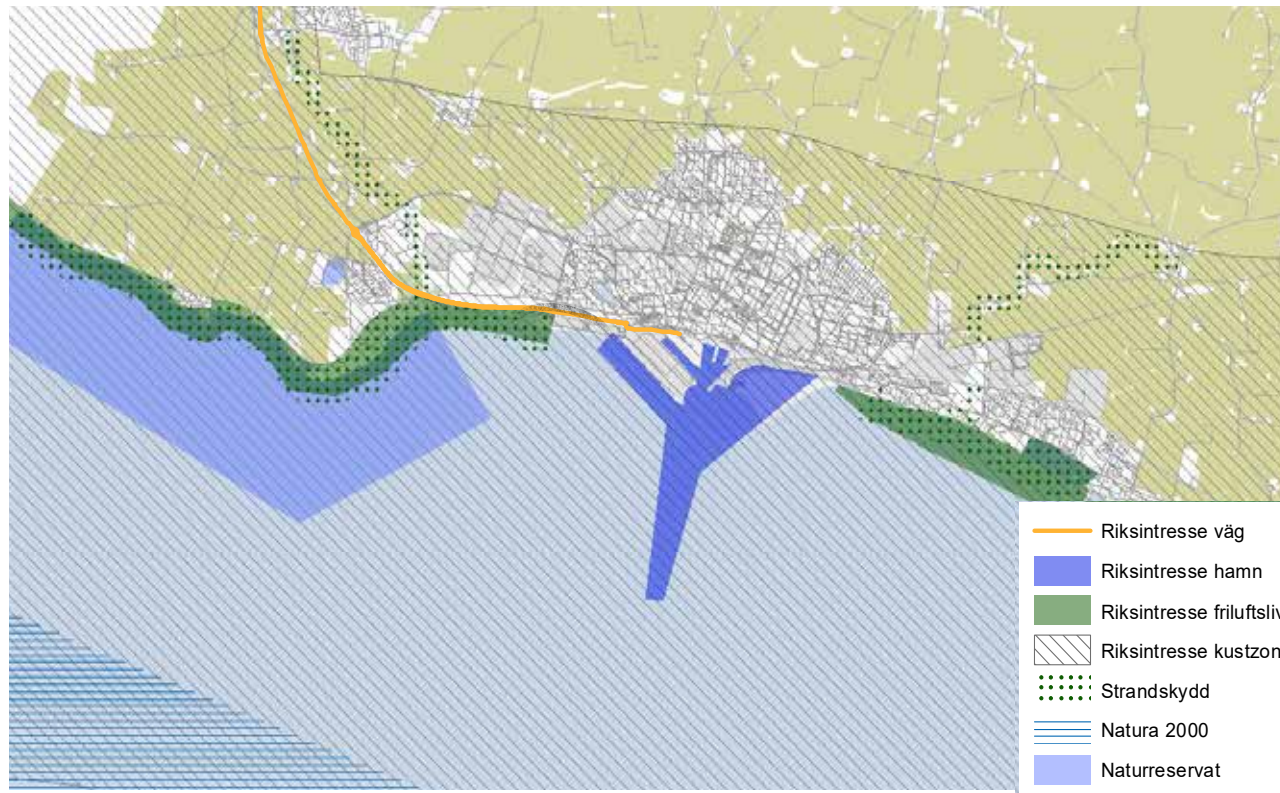 Riksintresse väg
Riksintresse hamn
Riksintresse friluftsliv
Riksintresse kustzon
Strandskydd
Natura 2000
Naturreservat